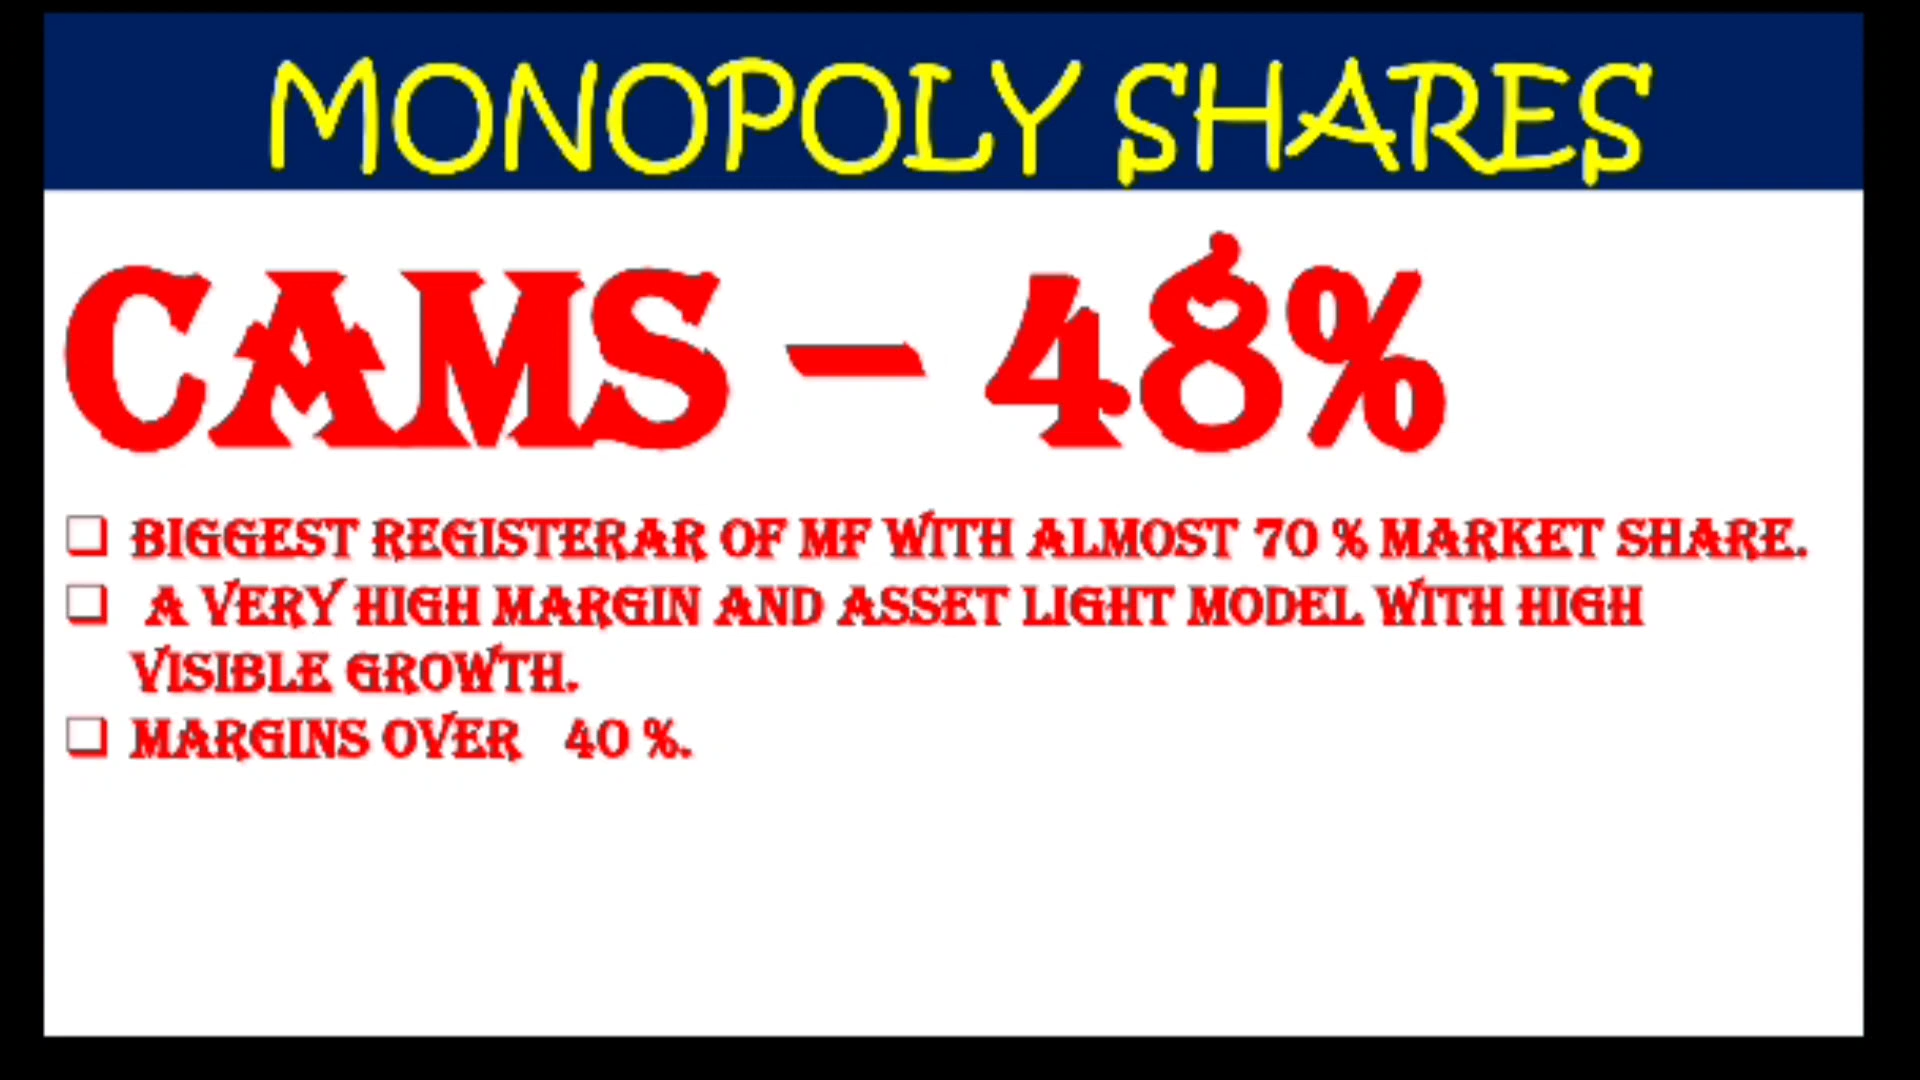 MONOPOLY SHARES
CAMS – 48%
❑ BIGGEST REGISTERAR OF MF WITH ALMOST 70 % MARKET SHARE.
❑ A VERY HIGH MARGIN AND ASSET LIGHT MODEL WITH HIGH
VISIBLE GROWTH.
❑ MARGINS OVER 40 %.